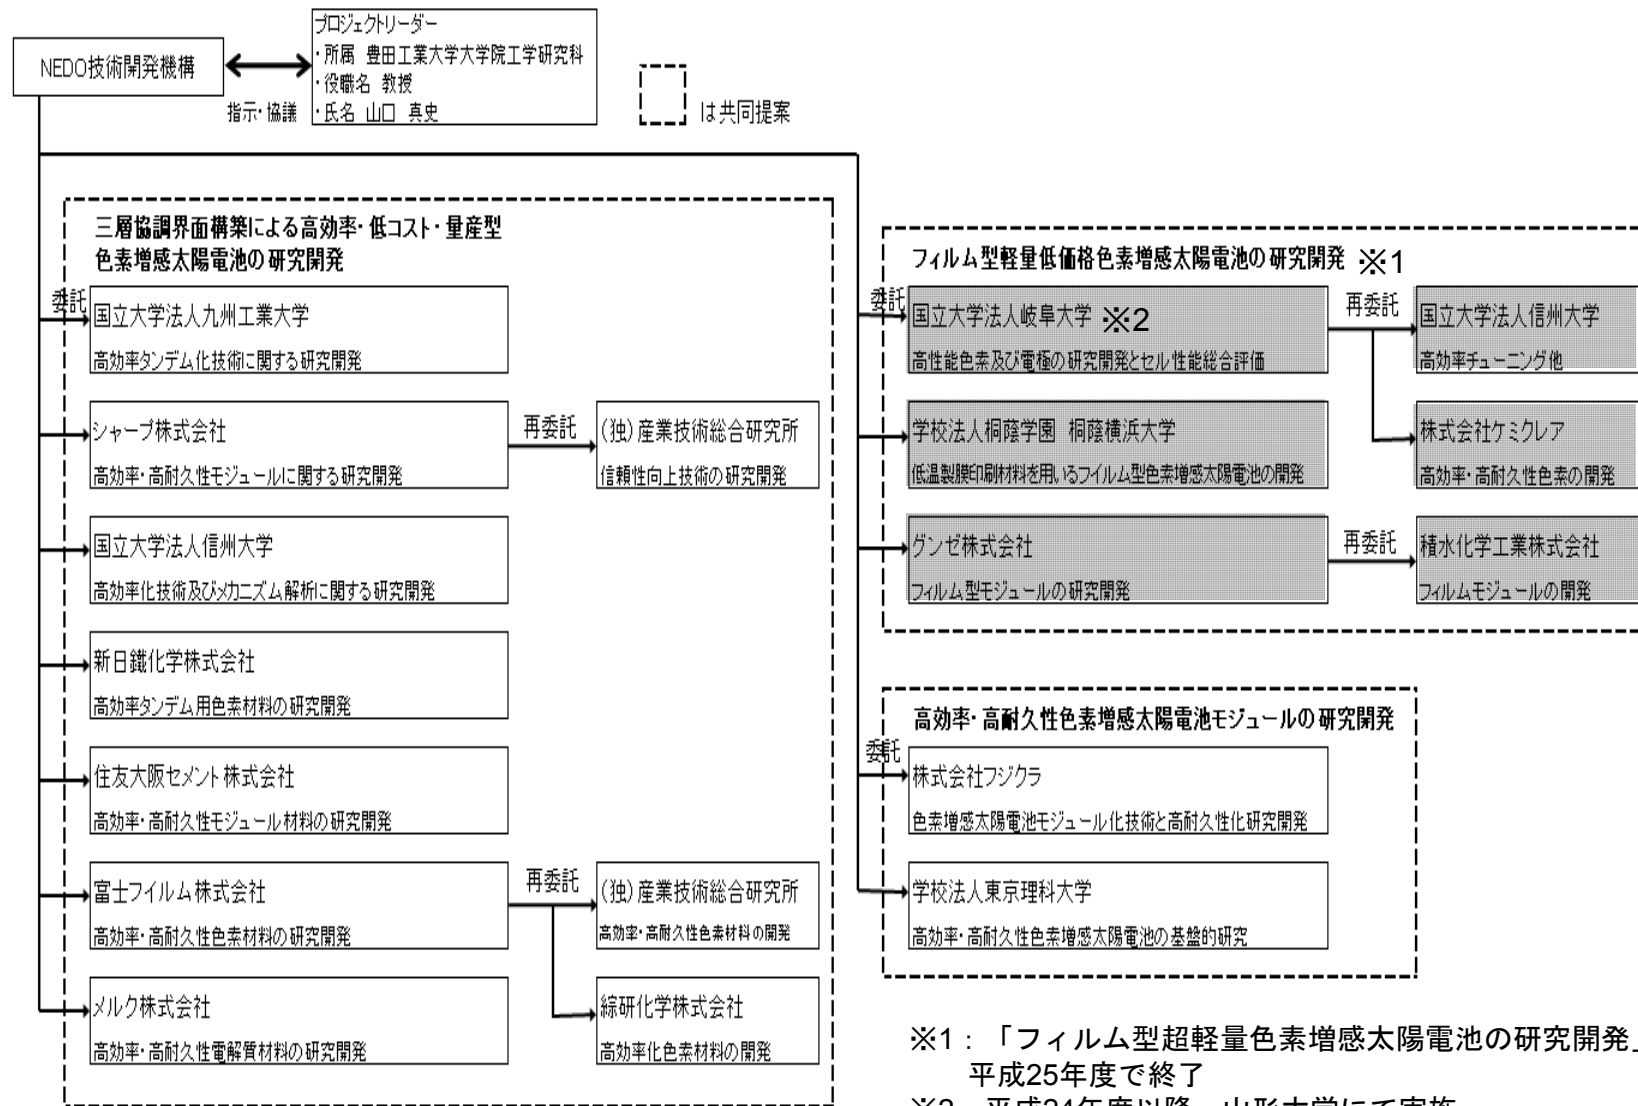 NEDO技術開発機構
指示・協議
プロジェクトリーダー
・所属 豊田工業大学大学院工学研究科
・役職名 教授
・氏名 山口 真史
は共同提案
三層協調界面構築による高効率・低コスト・量産型
色素増感太陽電池の研究開発
委託
国立大学法人九州工業大学
高効率タンデム化技術に関する研究開発
シャープ株式会社
高効率・高耐久性モジュールに関する研究開発
再委託
(独)産業技術総合研究所
信頼性向上技術の研究開発
国立大学法人信州大学
高効率化技術及びメカニズム解析に関する研究開発
新日鐵化学株式会社
高効率タンデム用色素材料の研究開発
住友大阪セメント株式会社
高効率・高耐久性モジュール材料の研究開発
富士フイルム株式会社
高効率・高耐久性色素材料の研究開発
再委託
(独)産業技術総合研究所
高効率・高耐久性色素材料の開発
綜研化学株式会社
高効率化色素材料の開発
メルク株式会社
高効率・高耐久性電解質材料の研究開発
フィルム型軽量低価格色素増感太陽電池の研究開発 ※1
委託
国立大学法人岐阜大学 ※2
高性能色素及び電極の研究開発とセル性能総合評価
再委託
国立大学法人信州大学
高効率チューニング他
株式会社ケミクレア
高効率・高耐久性色素の開発
学校法人桐蔭学園 桐蔭横浜大学
低温製膜印刷材料を用いるフイルム型色素増感太陽電池の開発
グンゼ株式会社
フィルム型モジュールの研究開発
再委託
積水化学工業株式会社
フィルムモジュールの開発
高効率・高耐久性色素増感太陽電池モジュールの研究開発
委託
株式会社フジクラ
色素増感太陽電池モジュール化技術と高耐久性化研究開発
学校法人東京理科大学
高効率・高耐久性色素増感太陽電池の基盤的研究
※1：「フィルム型超軽量色素増感太陽電池の研究開発」
平成25年度で終了
※2 平成24年度以降、山形大学にて実施